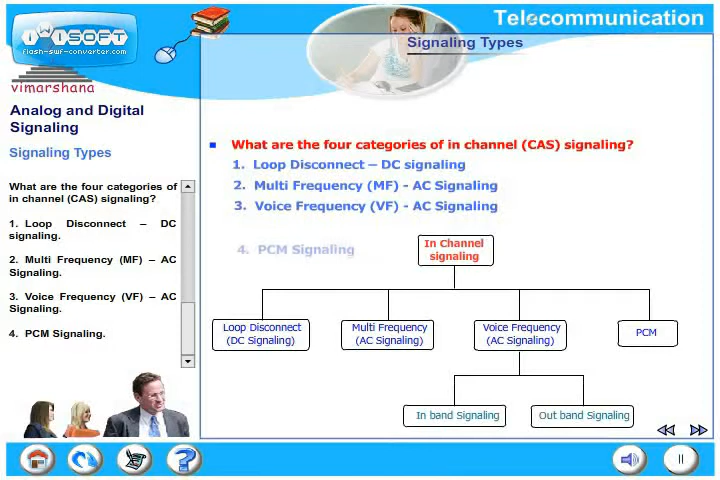 Telecommunication
IWISOFT
flash-swf-converter.com
Signaling Types
vimarshana
Analog and Digital
Signaling
Signaling Types
What are the four categories of
in channel (CAS) signaling?
1. Loop Disconnect – DC
signaling.
2. Multi Frequency (MF) – AC
Signaling.
3. Voice Frequency (VF) – AC
Signaling.
4. PCM Signaling.
What are the four categories of in channel (CAS) signaling?
1. Loop Disconnect – DC signaling
2. Multi Frequency (MF) - AC Signaling
3. Voice Frequency (VF) - AC Signaling
4. PCM Signaling
In Channel
signaling
Loop Disconnect
(DC Signaling)
Multi Frequency
(AC Signaling)
Voice Frequency
(AC Signaling)
PCM
In band Signaling
Out band Signaling